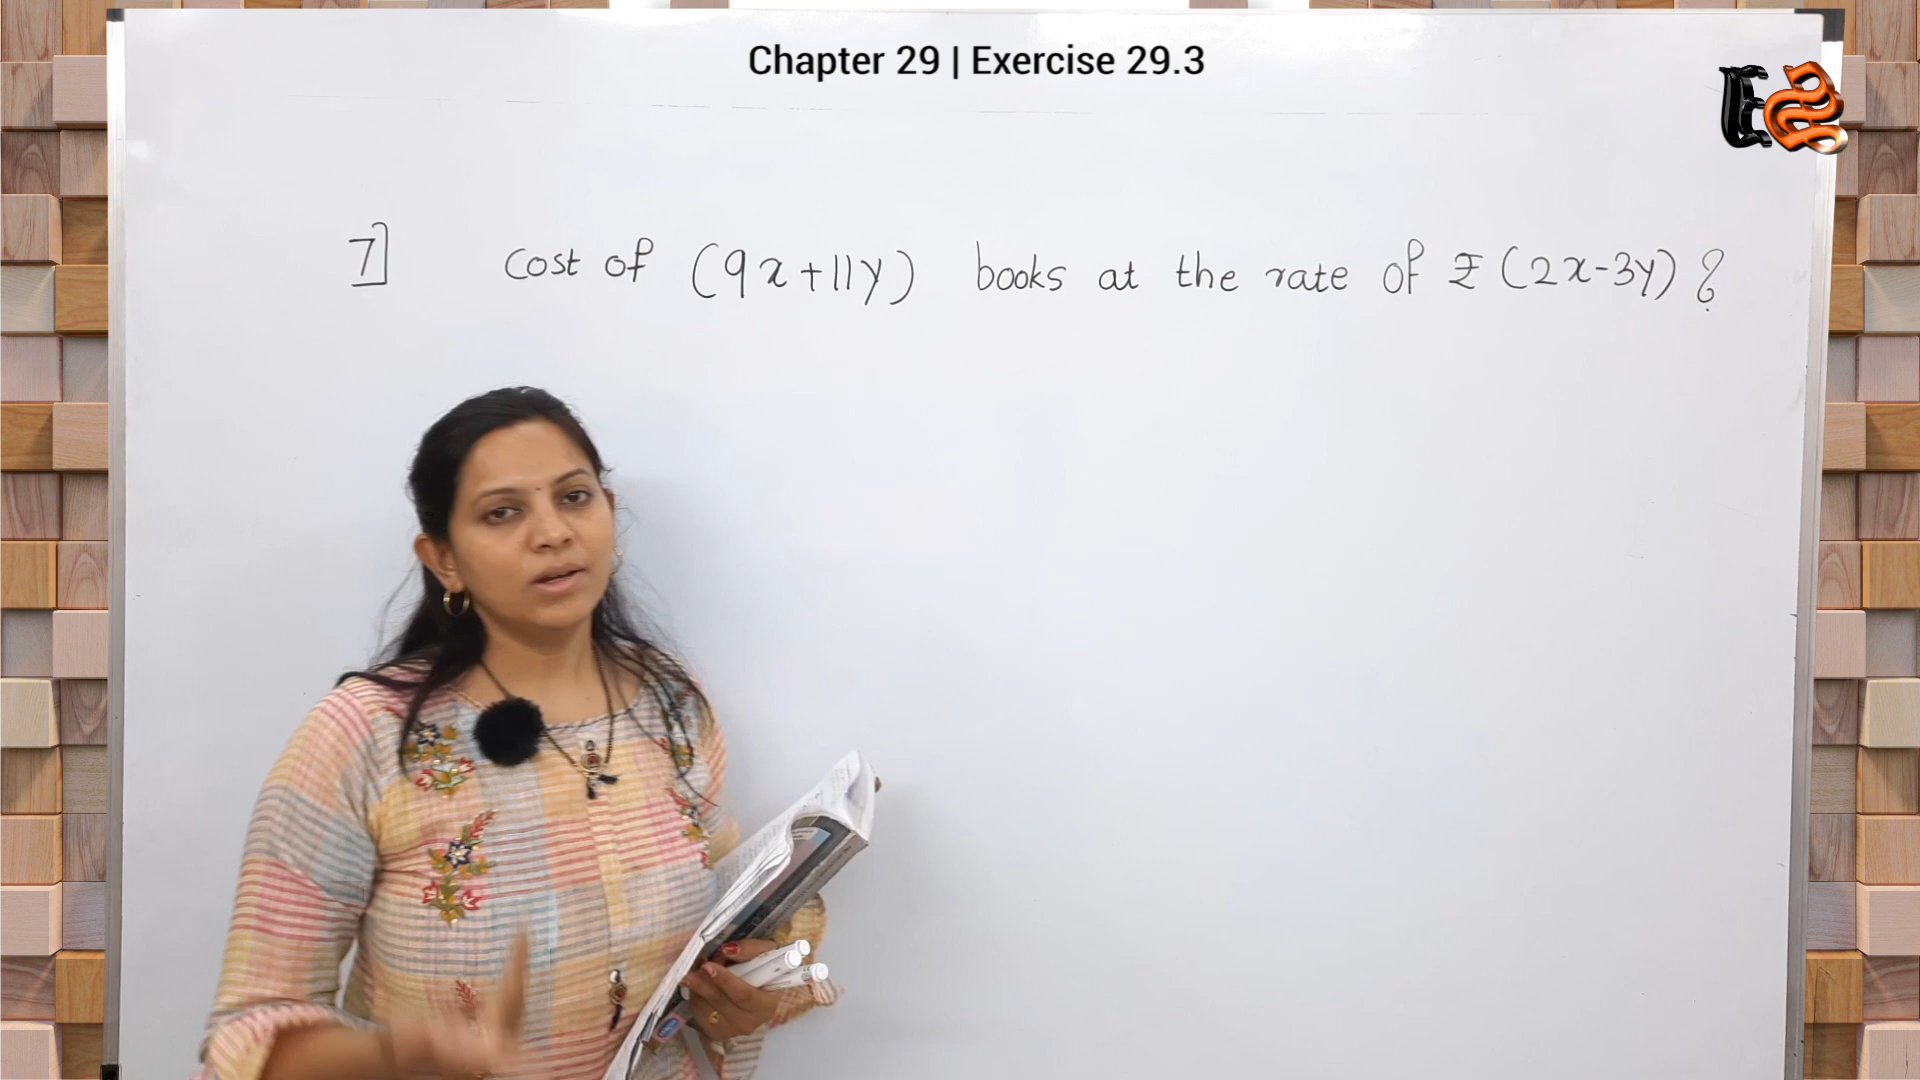 Chapter 29 | Exercise 29.3
7] Cost of (9x+11y) books at the rate of ₹ (2x-3y) ?